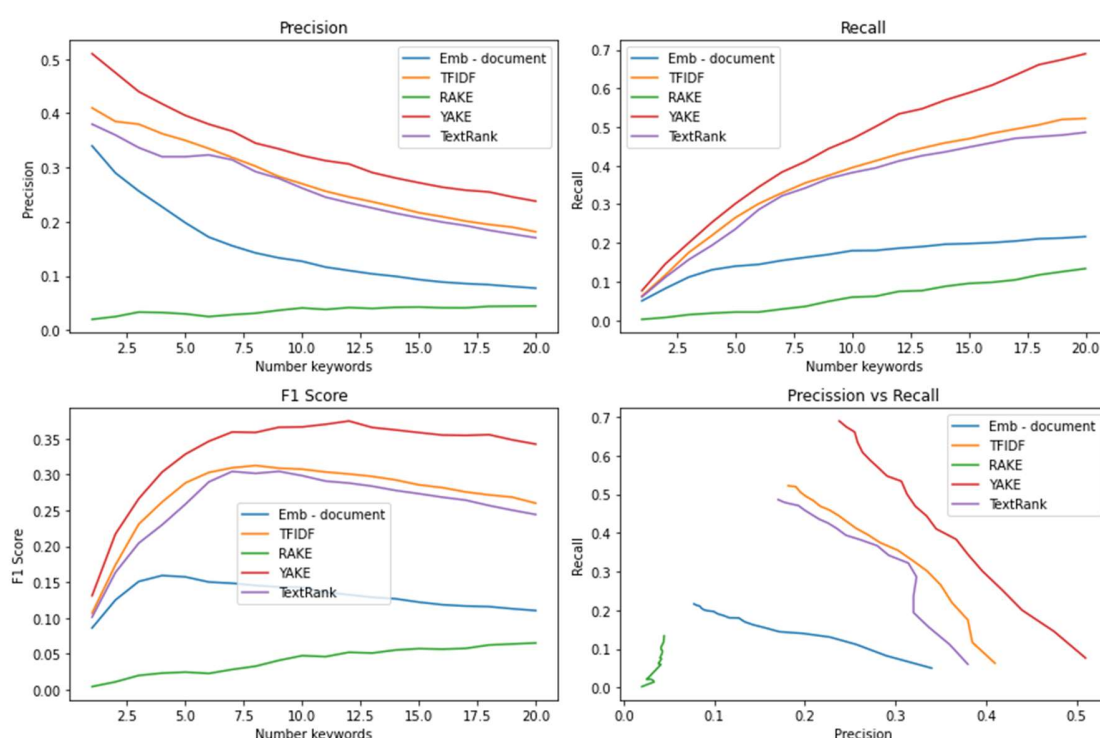 Precision
0.5
0.4
0.3
0.2
0.1
0.0
Precision
Emb - document
TFIDF
RAKE
YAKE
TextRank
2.5 5.0 7.5 10.0 12.5 15.0 17.5 20.0
Number keywords
Recall
0.7
0.6
0.5
0.4
0.3
0.2
0.1
0.0
Recall
Emb - document
TFIDF
RAKE
YAKE
TextRank
2.5 5.0 7.5 10.0 12.5 15.0 17.5 20.0
Number keywords
F1 Score
0.35
0.30
0.25
0.20
0.15
0.10
0.05
0.00
F1 Score
Emb - document
TFIDF
RAKE
YAKE
TextRank
2.5 5.0 7.5 10.0 12.5 15.0 17.5 20.0
Number keywords
Precission vs Recall
0.7
0.6
0.5
0.4
0.3
0.2
0.1
0.0
Recall
Emb - document
TFIDF
RAKE
YAKE
TextRank
0.0 0.1 0.2 0.3 0.4 0.5
Precision